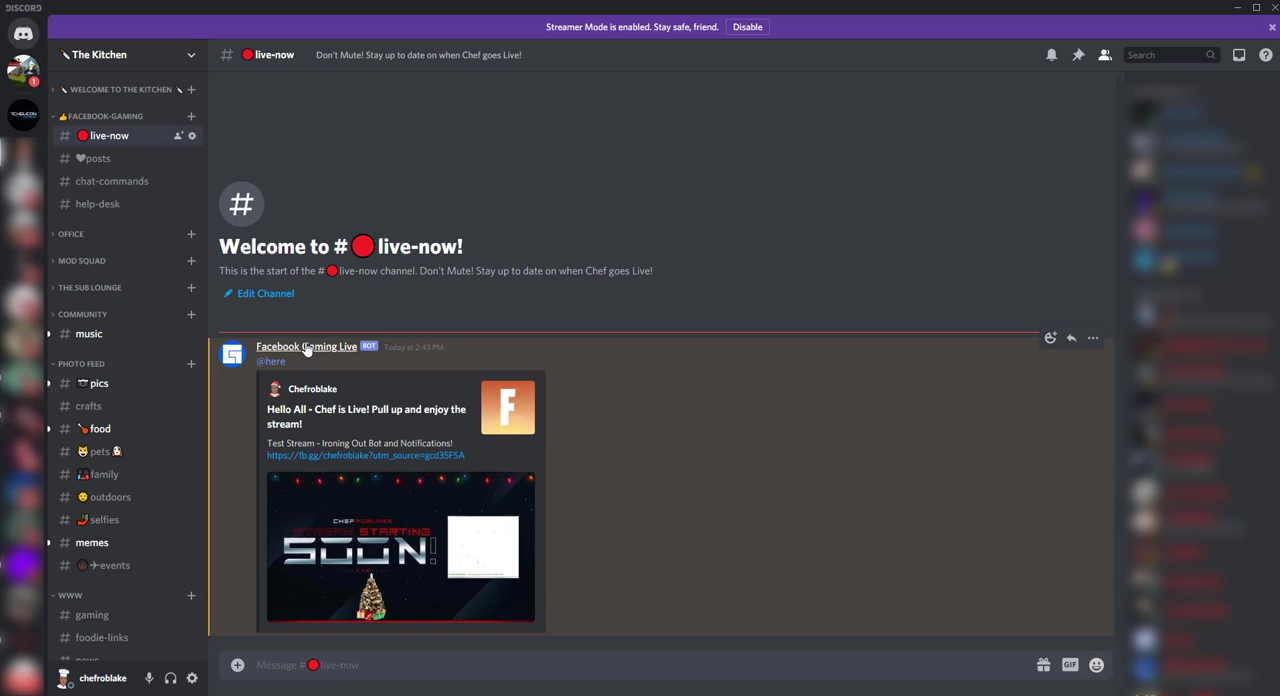 DISCORD
Streamer Mode is enabled. Stay safe, friend. Disable
The Kitchen
WELCOME TO THE KITCHEN
FACEBOOK-GAMING
live-now
posts
chat-commands
help-desk
OFFICE
MOD SQUAD
THE SUB LOUNGE
COMMUNITY
music
PHOTO FEED
pics
crafts
food
pets
family
outdoors
selfies
memes
events
WWW
gaming
foodie-links
chefroblake
# live-now Don't Mute! Stay up to date on when Chef goes Live!
Search
#
Welcome to # live-now!
This is the start of the # live-now channel. Don't Mute! Stay up to date on when Chef goes Live!
Edit Channel
Facebook Gaming Live BOT Today at 2:43 PM
@here
Chefroblake
Hello All - Chef is Live! Pull up and enjoy the
stream!
F
Test Stream - Ironing Out Bot and Notifications!
https://fb.gg/chefroblake?utm_source=gcd35F5A
CHEFROBLAKE
STREAM STARTING
SOON!
Message # live-now
GIF
1